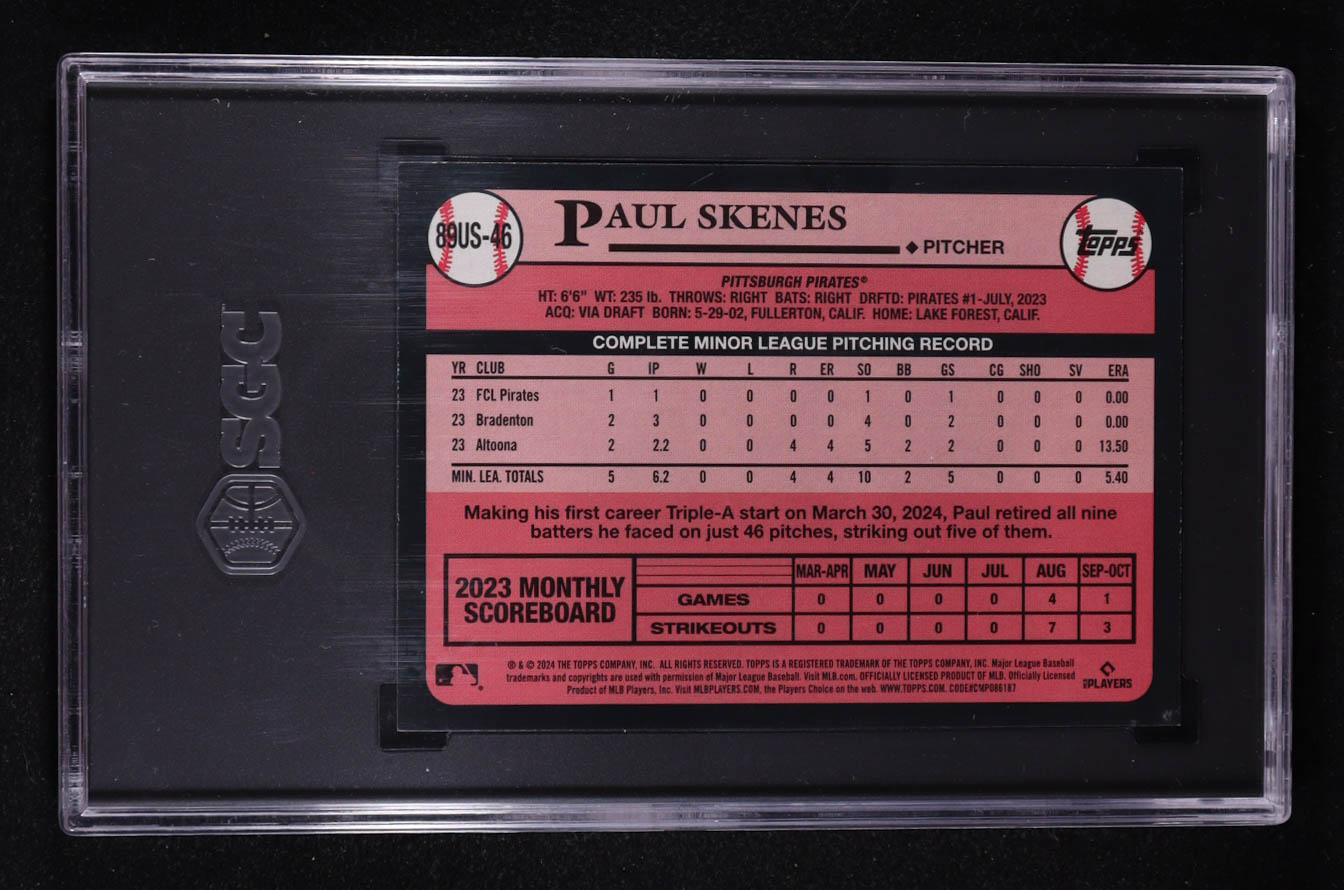 SGC
89US-46
PAUL SKENES
◆ PITCHER
Topps
PITTSBURGH PIRATES®
HT: 6'6" WT: 235 lb. THROWS: RIGHT BATS: RIGHT DRFTD: PIRATES #1-JULY, 2023
ACQ: VIA DRAFT BORN: 5-29-02, FULLERTON, CALIF. HOME: LAKE FOREST, CALIF.
COMPLETE MINOR LEAGUE PITCHING RECORD
YR CLUB G IP W L R ER SO BB GS CG SHO SV ERA
23 FCL Pirates 1 1 0 0 0 0 1 0 1 0 0 0 0.00
23 Bradenton 2 3 0 0 0 0 4 0 2 0 0 0 0.00
23 Altoona 2 2.2 0 0 4 4 5 2 2 0 0 0 13.50
MIN. LEA. TOTALS 5 6.2 0 0 4 4 10 2 5 0 0 0 5.40
Making his first career Triple-A start on March 30, 2024, Paul retired all nine
batters he faced on just 46 pitches, striking out five of them.
2023 MONTHLY
SCOREBOARD
MAR-APR MAY JUN JUL AUG SEP-OCT
GAMES 0 0 0 0 4 1
STRIKEOUTS 0 0 0 0 7 3
® & © 2024 THE TOPPS COMPANY, INC. ALL RIGHTS RESERVED. TOPPS IS A REGISTERED TRADEMARK OF THE TOPPS COMPANY, INC. Major League Baseball
trademarks and copyrights are used with permission of Major League Baseball. Visit MLB.com. OFFICIALLY LICENSED PRODUCT OF MLB. Officially Licensed
Product of MLB Players, Inc. Visit MLBPLAYERS.COM, the Players Choice on the web. WWW.TOPPS.COM. CODE#CMP086187
MLB PLAYERS